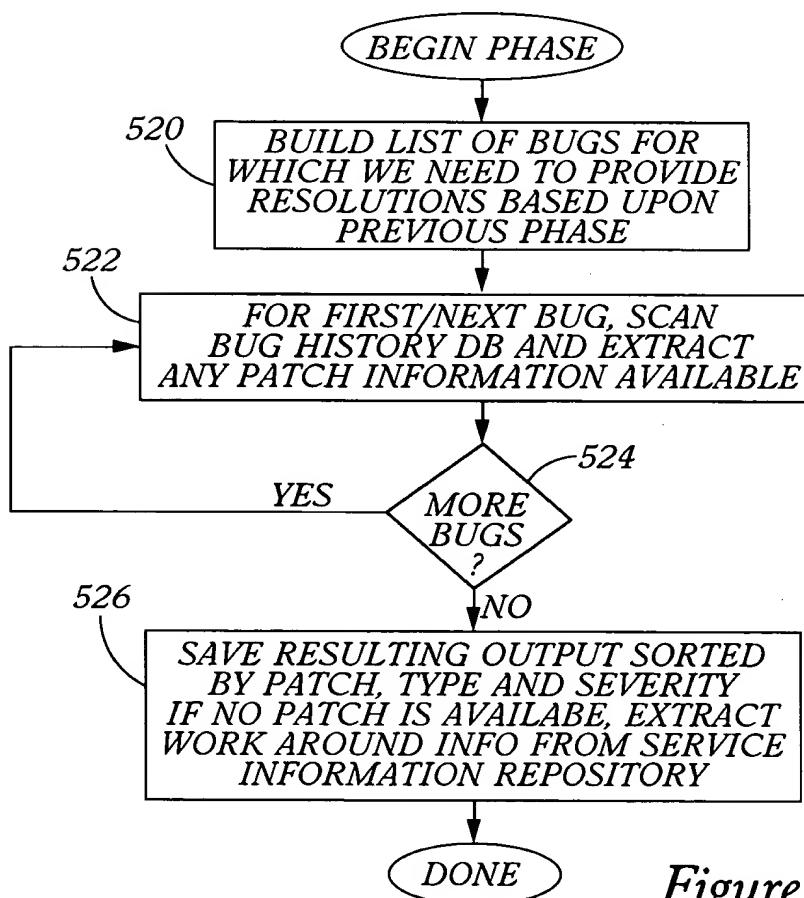 BEGIN PHASE
520
BUILD LIST OF BUGS FOR
WHICH WE NEED TO PROVIDE
RESOLUTIONS BASED UPON
PREVIOUS PHASE
522
FOR FIRST/NEXT BUG, SCAN
BUG HISTORY DB AND EXTRACT
ANY PATCH INFORMATION AVAILABLE
524
YES
MORE
BUGS
?
NO
526
SAVE RESULTING OUTPUT SORTED
BY PATCH, TYPE AND SEVERITY
IF NO PATCH IS AVAILABE, EXTRACT
WORK AROUND INFO FROM SERVICE
INFORMATION REPOSITORY
DONE
Figure